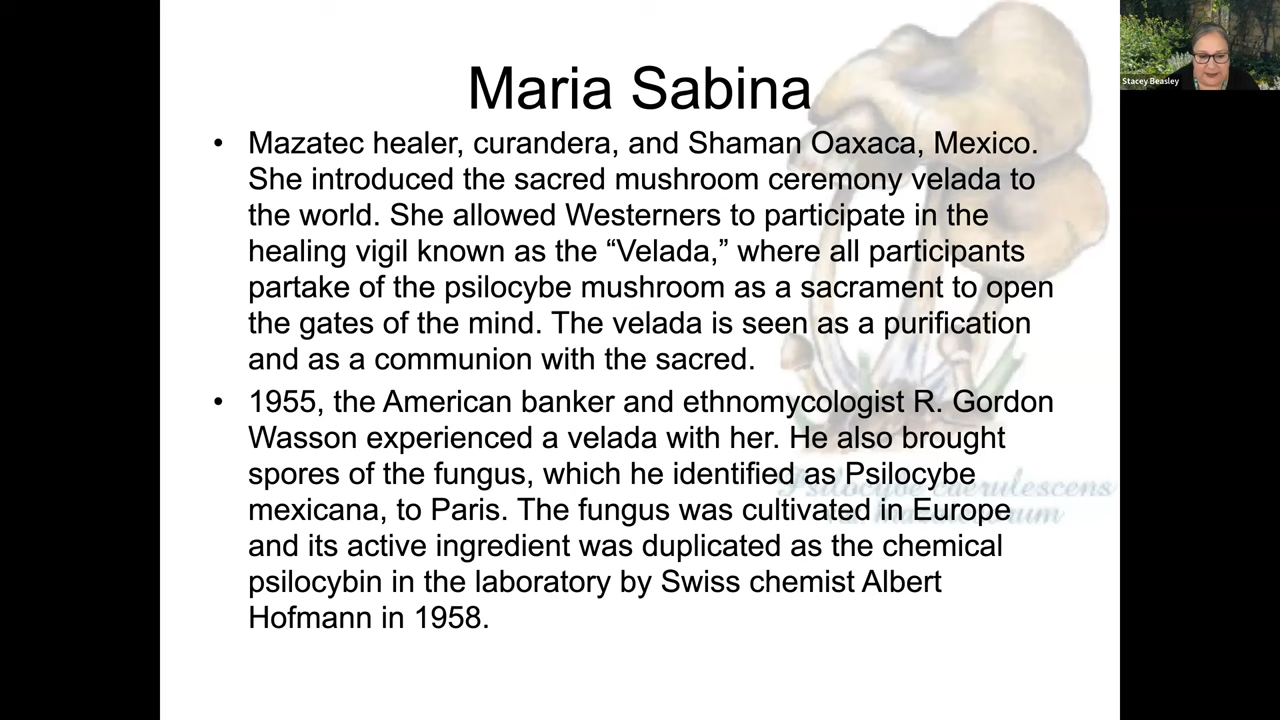 Maria Sabina
• Mazatec healer, curandera, and Shaman Oaxaca, Mexico.
She introduced the sacred mushroom ceremony velada to
the world. She allowed Westerners to participate in the
healing vigil known as the “Velada,” where all participants
partake of the psilocybe mushroom as a sacrament to open
the gates of the mind. The velada is seen as a purification
and as a communion with the sacred.
• 1955, the American banker and ethnomycologist R. Gordon
Wasson experienced a velada with her. He also brought
spores of the fungus, which he identified as Psilocybe
mexicana, to Paris. The fungus was cultivated in Europe
and its active ingredient was duplicated as the chemical
psilocybin in the laboratory by Swiss chemist Albert
Hofmann in 1958.
Psilocybe caerulescens
Stacey Beasley